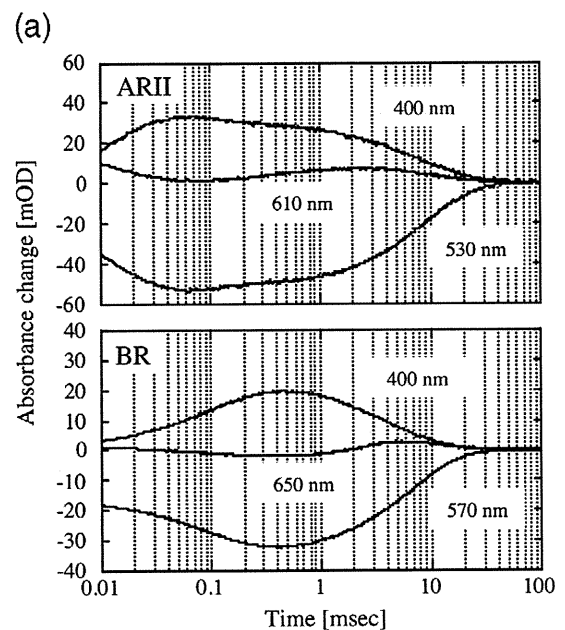 (a)
60
ARII
40
400 nm
20
0
610 nm
-20
530 nm
-40
-60
Absorbance change [mOD]
40
BR
30
400 nm
20
10
0
650 nm
-10
570 nm
-20
-30
-40
0.01 0.1 1 10 100
Time [msec]